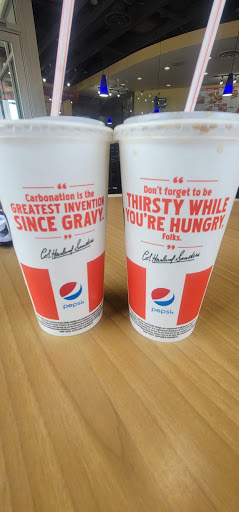 “
Carbonation is the
GREATEST INVENTION
SINCE GRAVY.
”
Col. Harland Sanders
pepsi
“
Don't forget to be
THIRSTY WHILE
YOU'RE HUNGRY,
Folks.
”
Col. Harland Sanders
pepsi